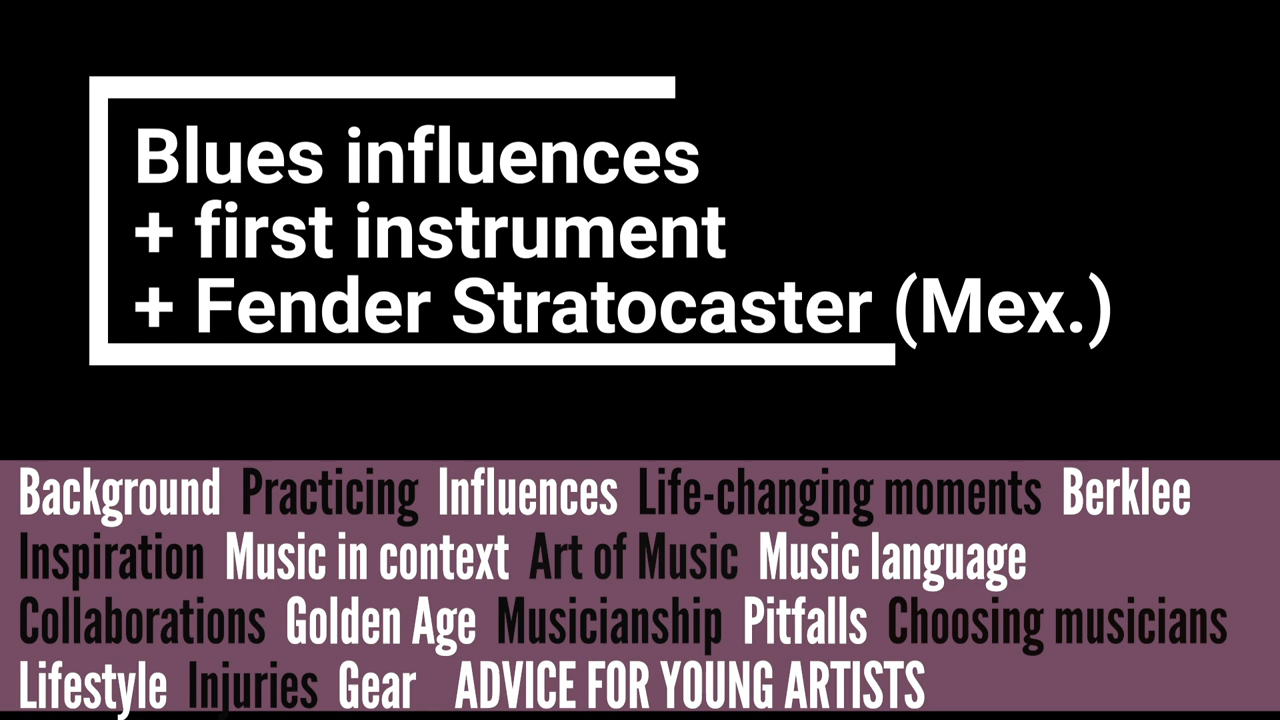 Blues influences
+ first instrument
+ Fender Stratocaster (Mex.)
Background Practicing Influences Life-changing moments Berklee
Inspiration Music in context Art of Music Music language
Collaborations Golden Age Musicianship Pitfalls Choosing musicians
Lifestyle Injuries Gear ADVICE FOR YOUNG ARTISTS